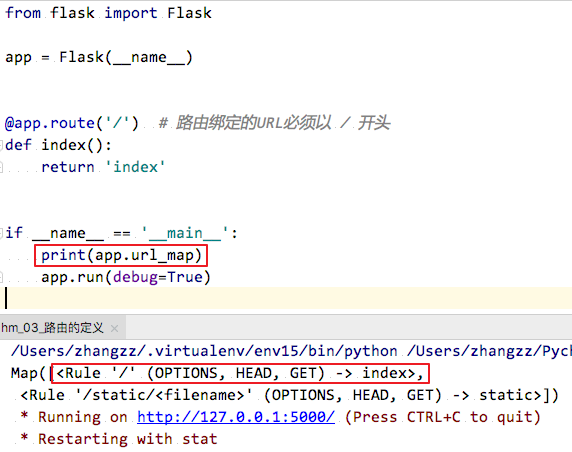 from flask import Flask
app = Flask(__name__)
@app.route('/') # 路由绑定的URL必须以 / 开头
def index():
return 'index'
if __name__ == '__main__':
print(app.url_map)
app.run(debug=True)
hm_03_路由的定义 ×
/Users/zhangzz/.virtualenv/env15/bin/python /Users/zhangzz/Pych
Map([<Rule '/' (OPTIONS, HEAD, GET) -> index>,
<Rule '/static/<filename>' (OPTIONS, HEAD, GET) -> static>])
* Running on http://127.0.0.1:5000/ (Press CTRL+C to quit)
* Restarting with stat